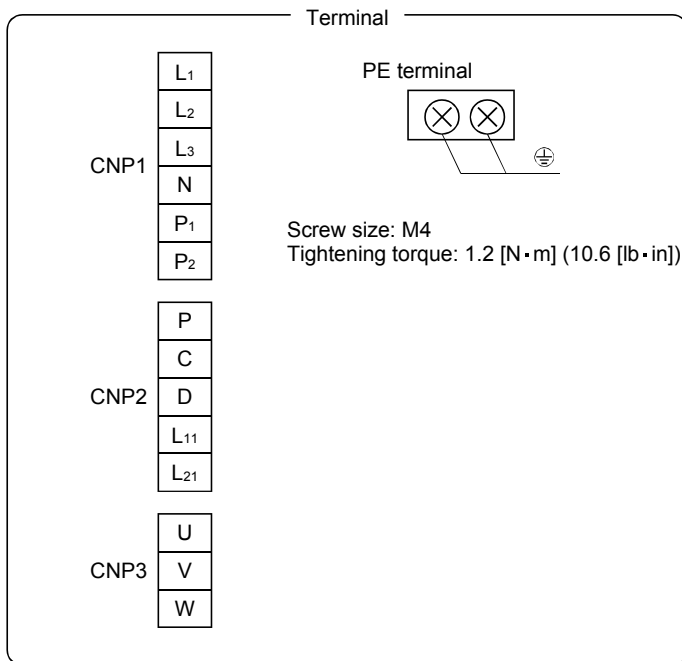 Terminal
PE terminal
CNP1
L1
L2
L3
N
P1
P2
Screw size: M4
Tightening torque: 1.2 [N·m] (10.6 [lb·in])
CNP2
P
C
D
L11
L21
CNP3
U
V
W